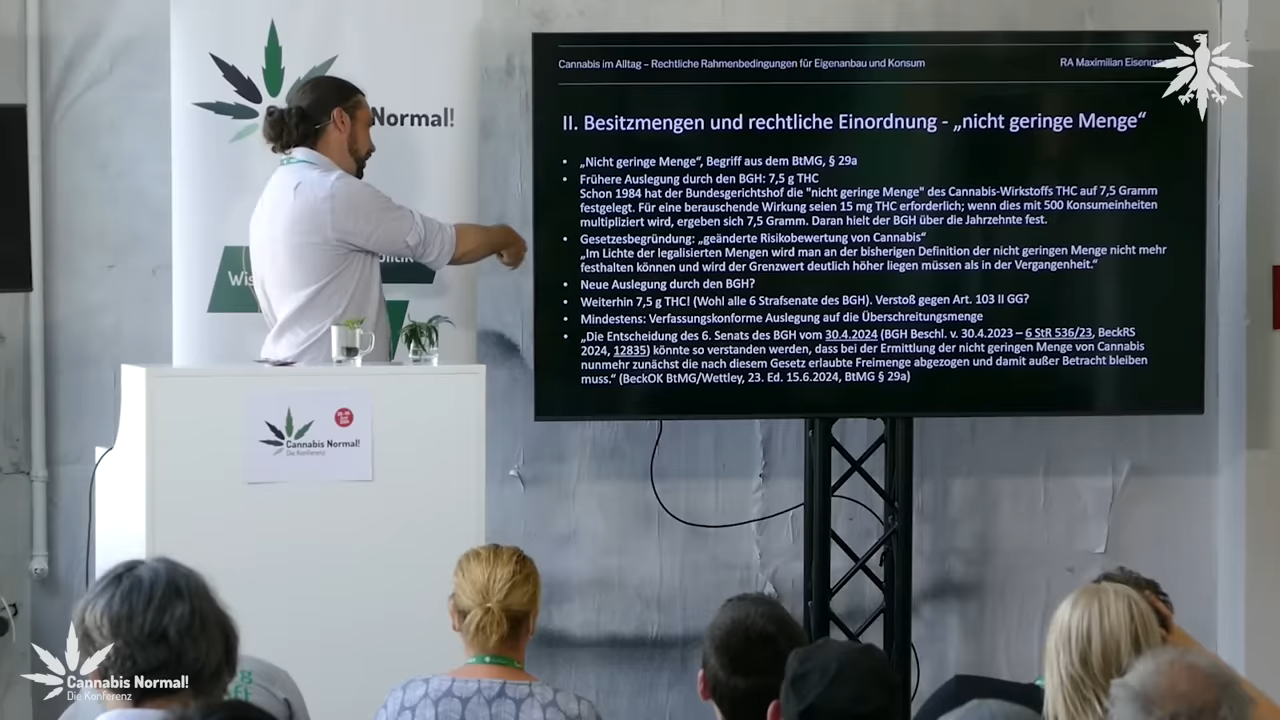 Normal!
Wis
Cannabis im Alltag – Rechtliche Rahmenbedingungen für Eigenanbau und Konsum
RA Maximilian
II. Besitzmengen und rechtliche Einordnung - „nicht geringe Menge“
• „Nicht geringe Menge“, Begriff aus dem BtMG, § 29a
• Frühere Auslegung durch den BGH: 7,5 g THC
Schon 1984 hat der Bundesgerichtshof die "nicht geringe Menge" des Cannabis-Wirkstoffs THC auf 7,5 Gramm
festgelegt. Für eine berauschende Wirkung seien 15 mg THC erforderlich; wenn dies mit 500 Konsumeinheiten
multipliziert wird, ergeben sich 7,5 Gramm. Daran hielt der BGH über die Jahrzehnte fest.
• Gesetzesbegründung: „geänderte Risikobewertung von Cannabis“
„Im Lichte der legalisierten Mengen wird man an der bisherigen Definition der nicht geringen Menge nicht mehr
festhalten können und wird der Grenzwert deutlich höher liegen müssen als in der Vergangenheit.“
• Neue Auslegung durch den BGH?
• Weiterhin 7,5 g THC! (Wohl alle 6 Strafsenate des BGH). Verstoß gegen Art. 103 II GG?
• Mindestens: Verfassungskonforme Auslegung auf die Überschreitungsmenge
• „Die Entscheidung des 6. Senats des BGH vom 30.4.2024 (BGH Beschl. v. 30.4.2023 – 6 StR 536/23, BeckRS
2024, 12835) könnte so verstanden werden, dass bei der Ermittlung der nicht geringen Menge von Cannabis
nunmehr zunächst die nach diesem Gesetz erlaubte Freimenge abgezogen und damit außer Betracht bleiben
muss.“ (BeckOK BtMG/Wettley, 23. Ed. 15.6.2024, BtMG § 29a)
Cannabis Normal!
Die Konferenz
Cannabis Normal!
Die Konferenz